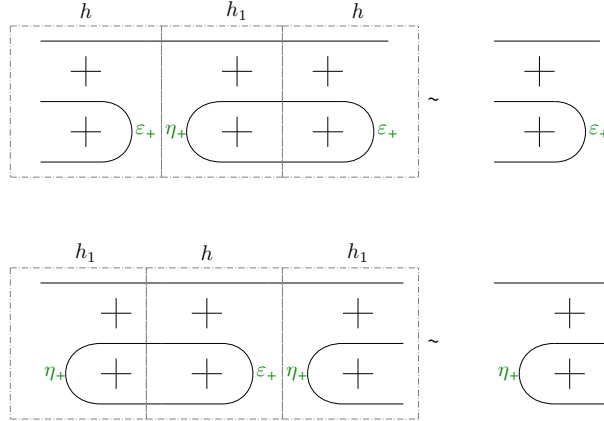 h h₁ h
+ + + +
~
ε₊ η₊ + + + ε₊ + ε₊
h₁ h h₁
+ + + +
~
η₊ + + ε₊ η₊ + η₊ +